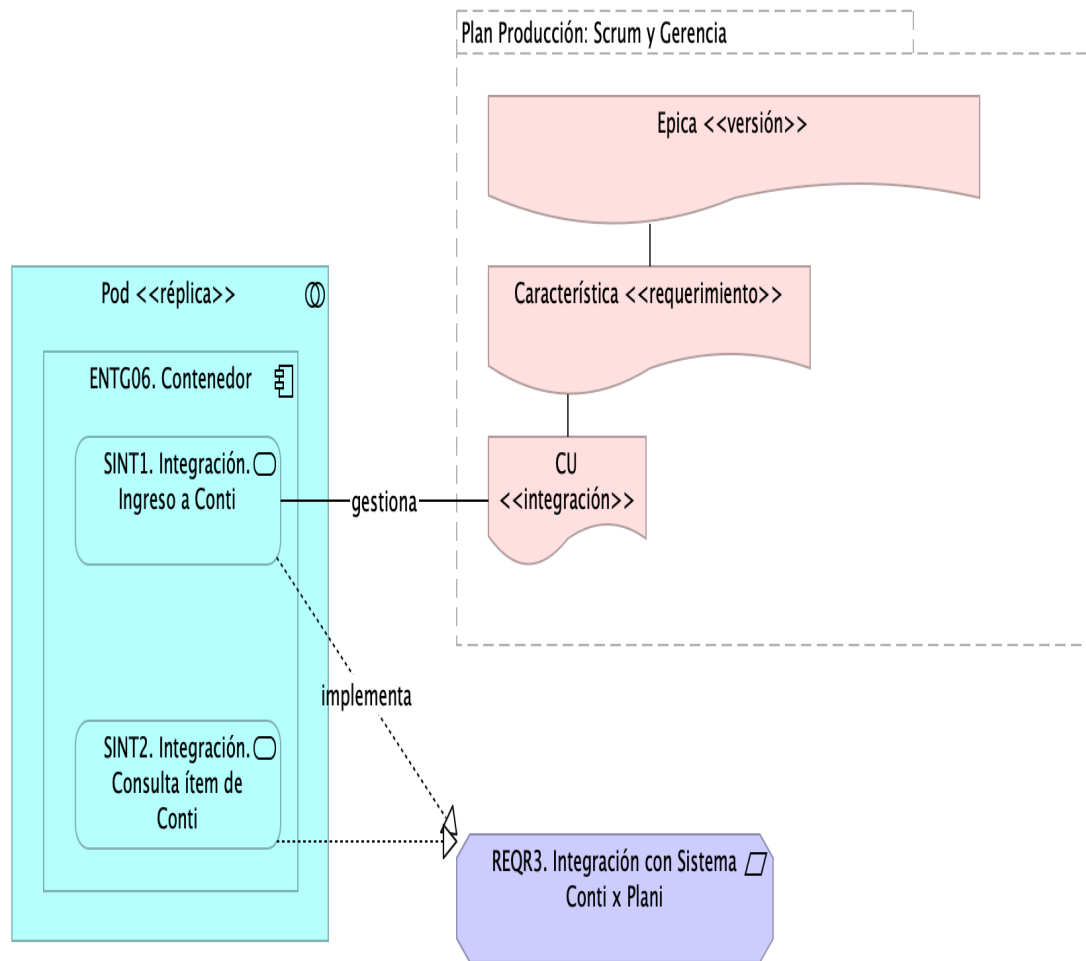 Plan Producción: Scrum y Gerencia
Epica <<versión>>
Pod <<réplica>>
Característica <<requerimiento>>
ENTG06. Contenedor
SINT1. Integración.
Ingreso a Conti
gestiona
CU
<<integración>>
implementa
SINT2. Integración.
Consulta ítem de
Conti
REQR3. Integración con Sistema
Conti x Plani